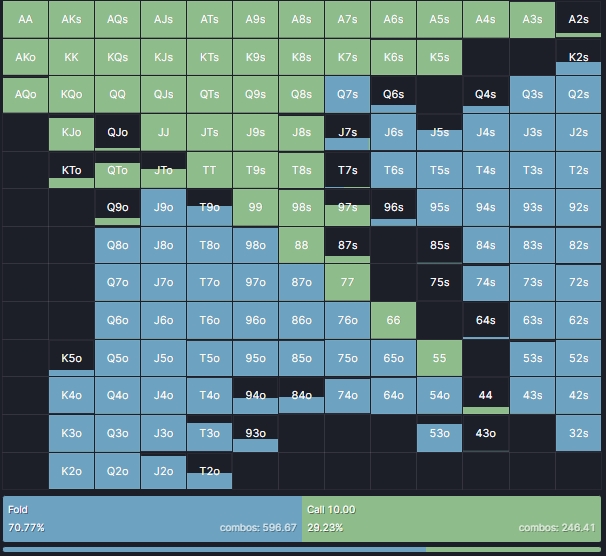 AA AKs AQs AJs ATs A9s A8s A7s A6s A5s A4s A3s A2s
AKo KK KQs KJs KTs K9s K8s K7s K6s K5s K2s
AQo KQo QQ QJs QTs Q9s Q8s Q7s Q6s Q4s Q3s Q2s
KJo QJo JJ JTs J9s J8s J7s J6s J5s J4s J3s J2s
KTo QTo JTo TT T9s T8s T7s T6s T5s T4s T3s T2s
Q9o J9o T9o 99 98s 97s 96s 95s 94s 93s 92s
Q8o J8o T8o 98o 88 87s 85s 84s 83s 82s
Q7o J7o T7o 97o 87o 77 75s 74s 73s 72s
Q6o J6o T6o 96o 86o 76o 66 64s 63s 62s
K5o Q5o J5o T5o 95o 85o 75o 65o 55 53s 52s
K4o Q4o J4o T4o 94o 84o 74o 64o 54o 44 43s 42s
K3o Q3o J3o T3o 93o 53o 43o 32s
K2o Q2o J2o T2o
Fold Call 10.00
70.77% combos: 596.67 29.23% combos: 246.41